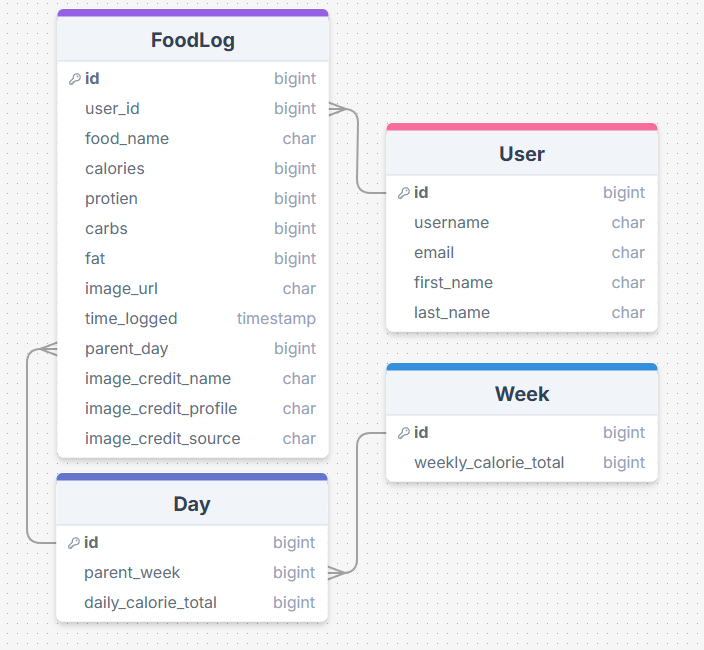 FoodLog
id bigint
user_id bigint
food_name char
calories bigint
protien bigint
carbs bigint
fat bigint
image_url char
time_logged timestamp
parent_day bigint
image_credit_name char
image_credit_profile char
image_credit_source char
User
id bigint
username char
email char
first_name char
last_name char
Week
id bigint
weekly_calorie_total bigint
Day
id bigint
parent_week bigint
daily_calorie_total bigint